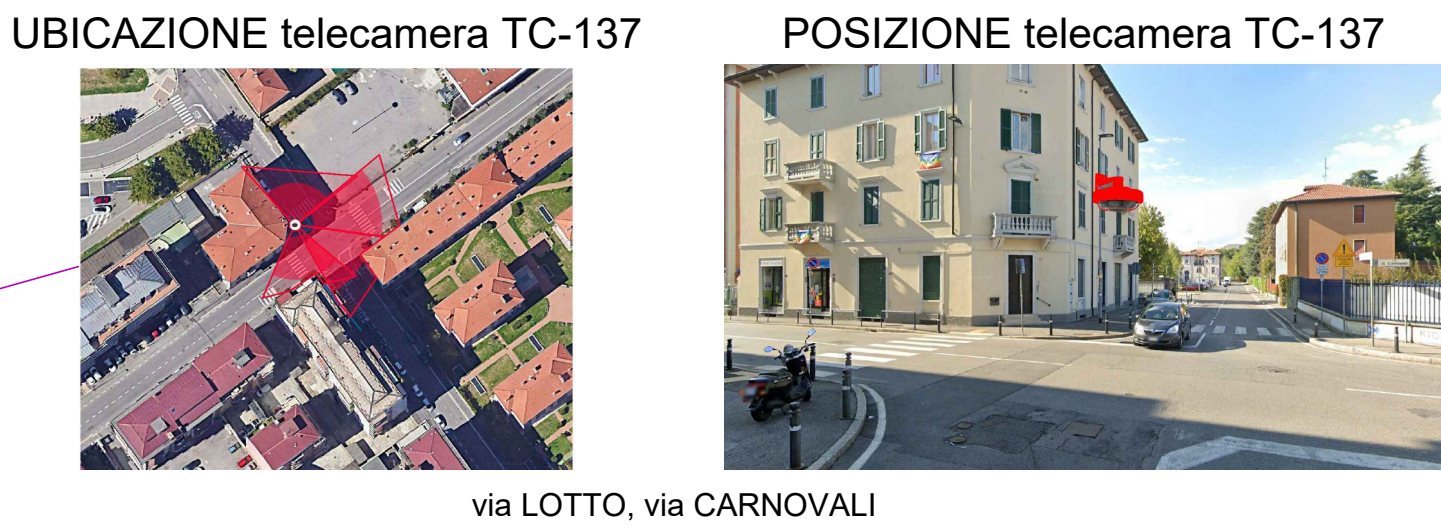 UBICAZIONE telecamera TC-137
POSIZIONE telecamera TC-137
via LOTTO, via CARNOVALI